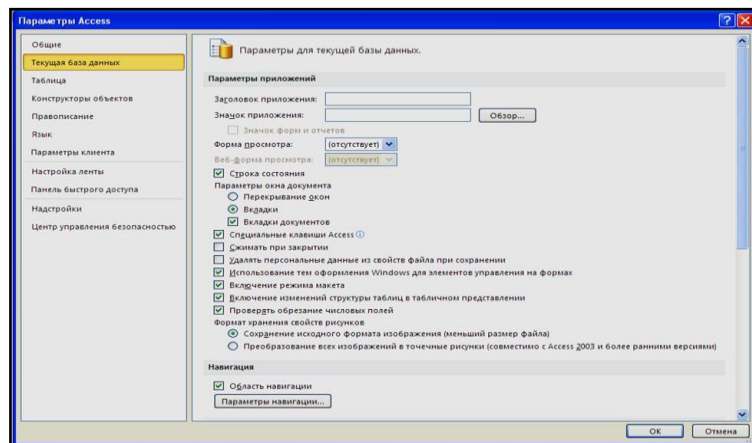 Параметры Access
Общие
Текущая база данных
Таблица
Конструкторы объектов
Правописание
Язык
Параметры клиента
Настройка ленты
Панель быстрого доступа
Надстройки
Центр управления безопасностью
Параметры для текущей базы данных.
Параметры приложений
Заголовок приложения:
Значок приложения:
Обзор...
Значок форм и отчетов
Форма просмотра: (отсутствует)
Веб-форма просмотра: (отсутствует)
Строка состояния
Параметры окна документа
Перекрывание окон
Вкладки
Вкладки документов
Специальные клавиши Access
Сжимать при закрытии
Удалять персональные данные из свойств файла при сохранении
Использование тем оформления Windows для элементов управления на формах
Включение режима макета
Включение изменений структуры таблиц в табличном представлении
Проверять обрезание числовых полей
Формат хранения свойств рисунков
Сохранение исходного формата изображения (меньший размер файла)
Преобразование всех изображений в точечные рисунки (совместимо с Access 2003 и более ранними версиями)
Навигация
Область навигации
Параметры навигации...
ОК
Отмена